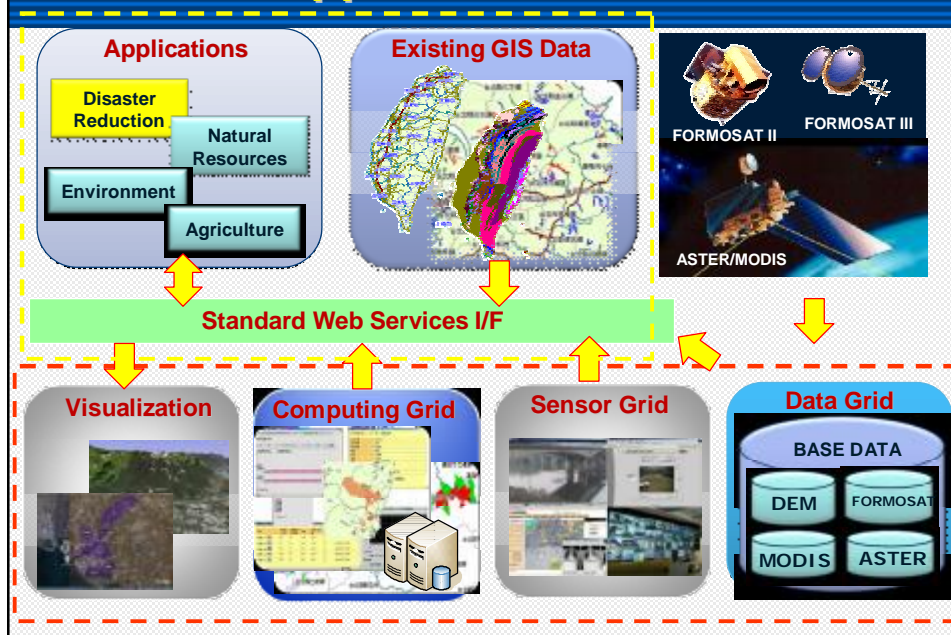 Applications
Disaster
Reduction
Natural
Resources
Environment
Agriculture
Existing GIS Data
FORMOSAT II
FORMOSAT III
ASTER/MODIS
Standard Web Services I/F
Visualization
Computing Grid
Sensor Grid
Data Grid
BASE DATA
DEM
FORMOSAT
MODIS
ASTER